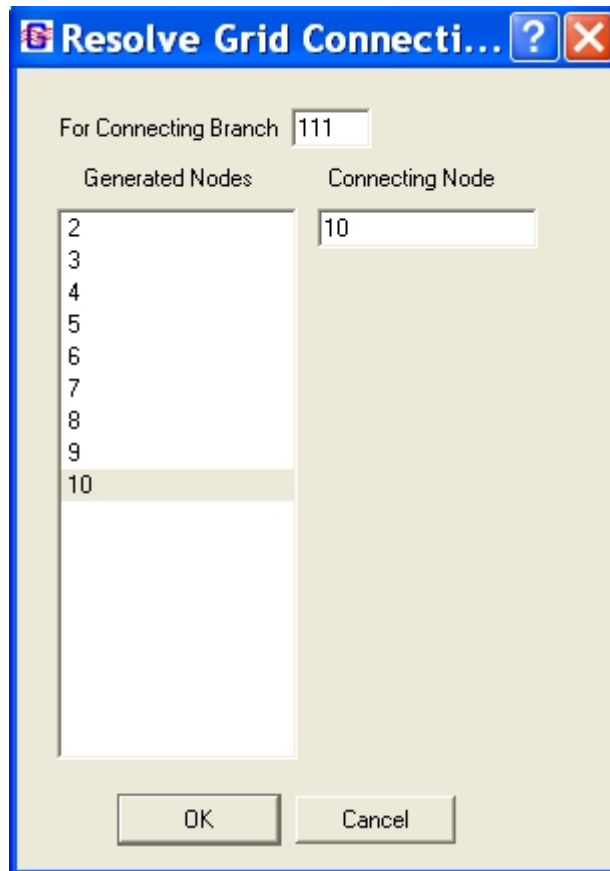 Resolve Grid Connecti...
For Connecting Branch 111
Generated Nodes Connecting Node
2 10
3
4
5
6
7
8
9
10
OK Cancel